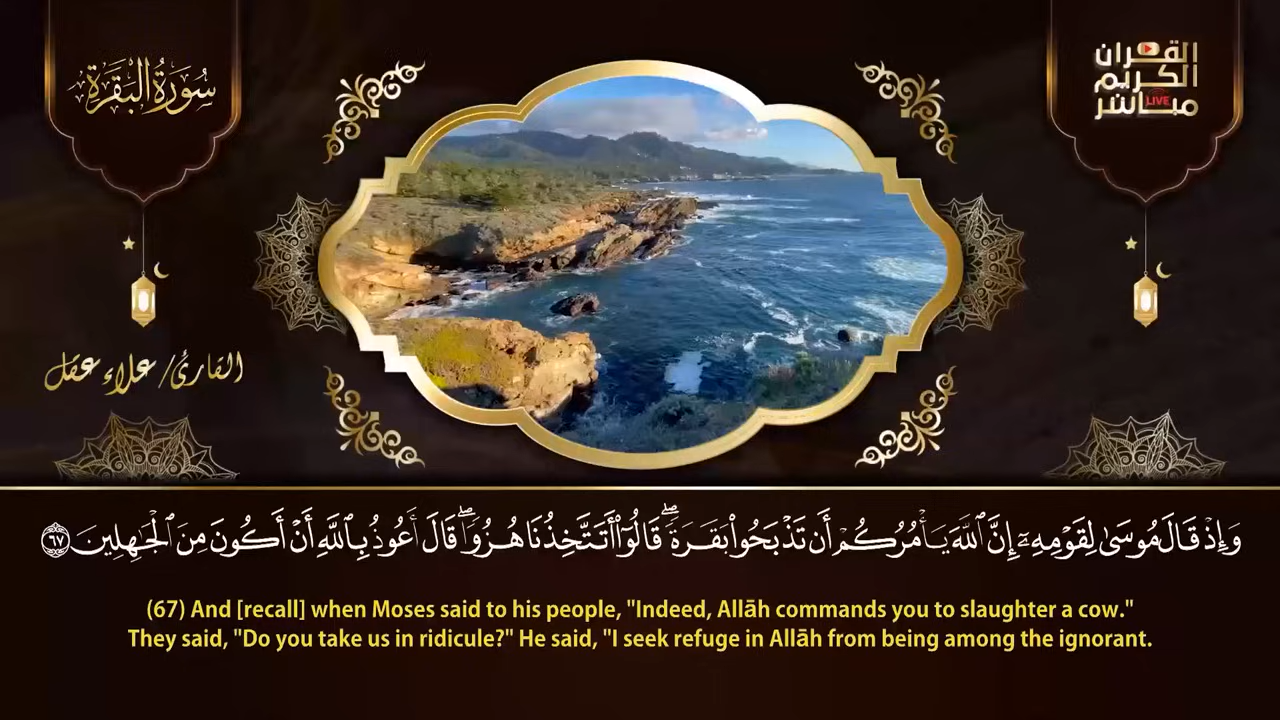 سُورَةُ البَقَرَةِ
القرآن
الكريم
مباشر
LIVE
القارئ/ علاء عقل
وَإِذْ قَالَ مُوسَىٰ لِقَوْمِهِۦٓ إِنَّ ٱللَّهَ يَأْمُرُكُمْ أَن تَذْبَحُوا۟ بَقَرَةًۖ قَالُوٓا۟ أَتَتَّخِذُنَا هُزُوًاۖ قَالَ أَعُوذُ بِٱللَّهِ أَنْ أَكُونَ مِنَ ٱلْجَٰهِلِينَ ٦٧
(67) And [recall] when Moses said to his people, "Indeed, Allāh commands you to slaughter a cow."
They said, "Do you take us in ridicule?" He said, "I seek refuge in Allāh from being among the ignorant.